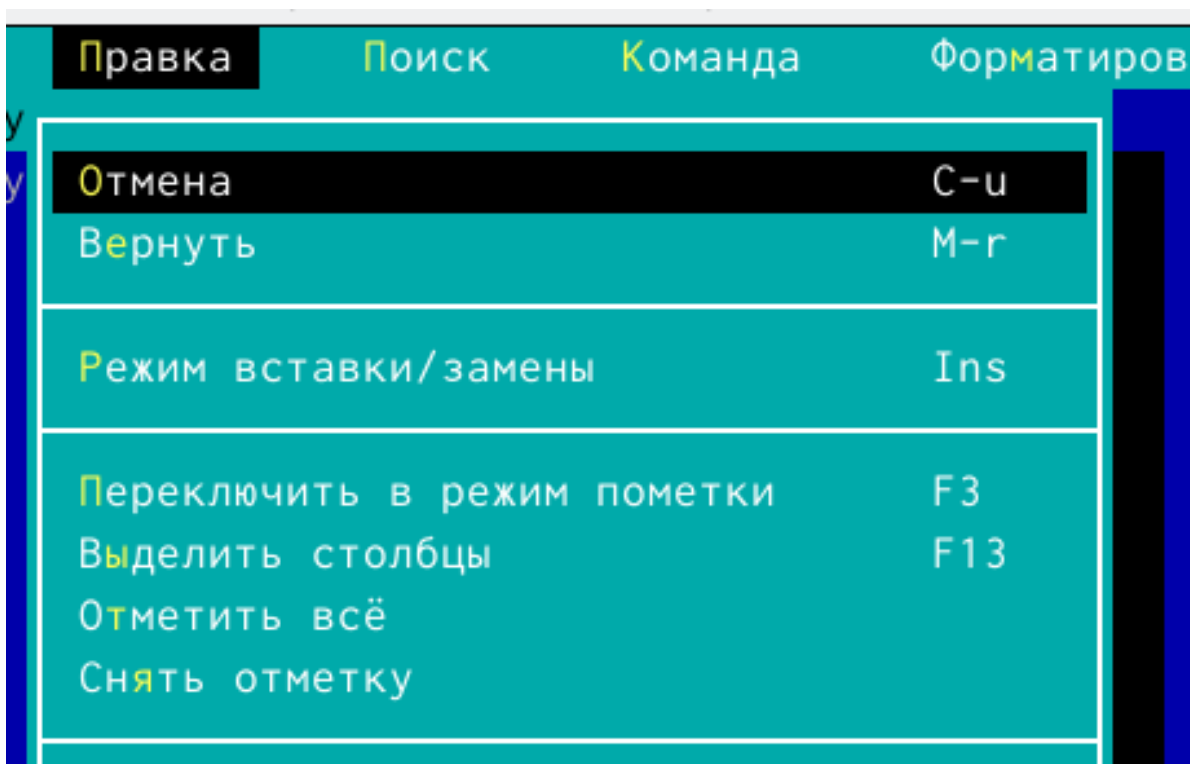 Правка Поиск Команда Форматиров
у
Отмена C-u
у
Вернуть M-r
Режим вставки/замены Ins
Переключить в режим пометки F3
Выделить столбцы F13
Отметить всё
Снять отметку